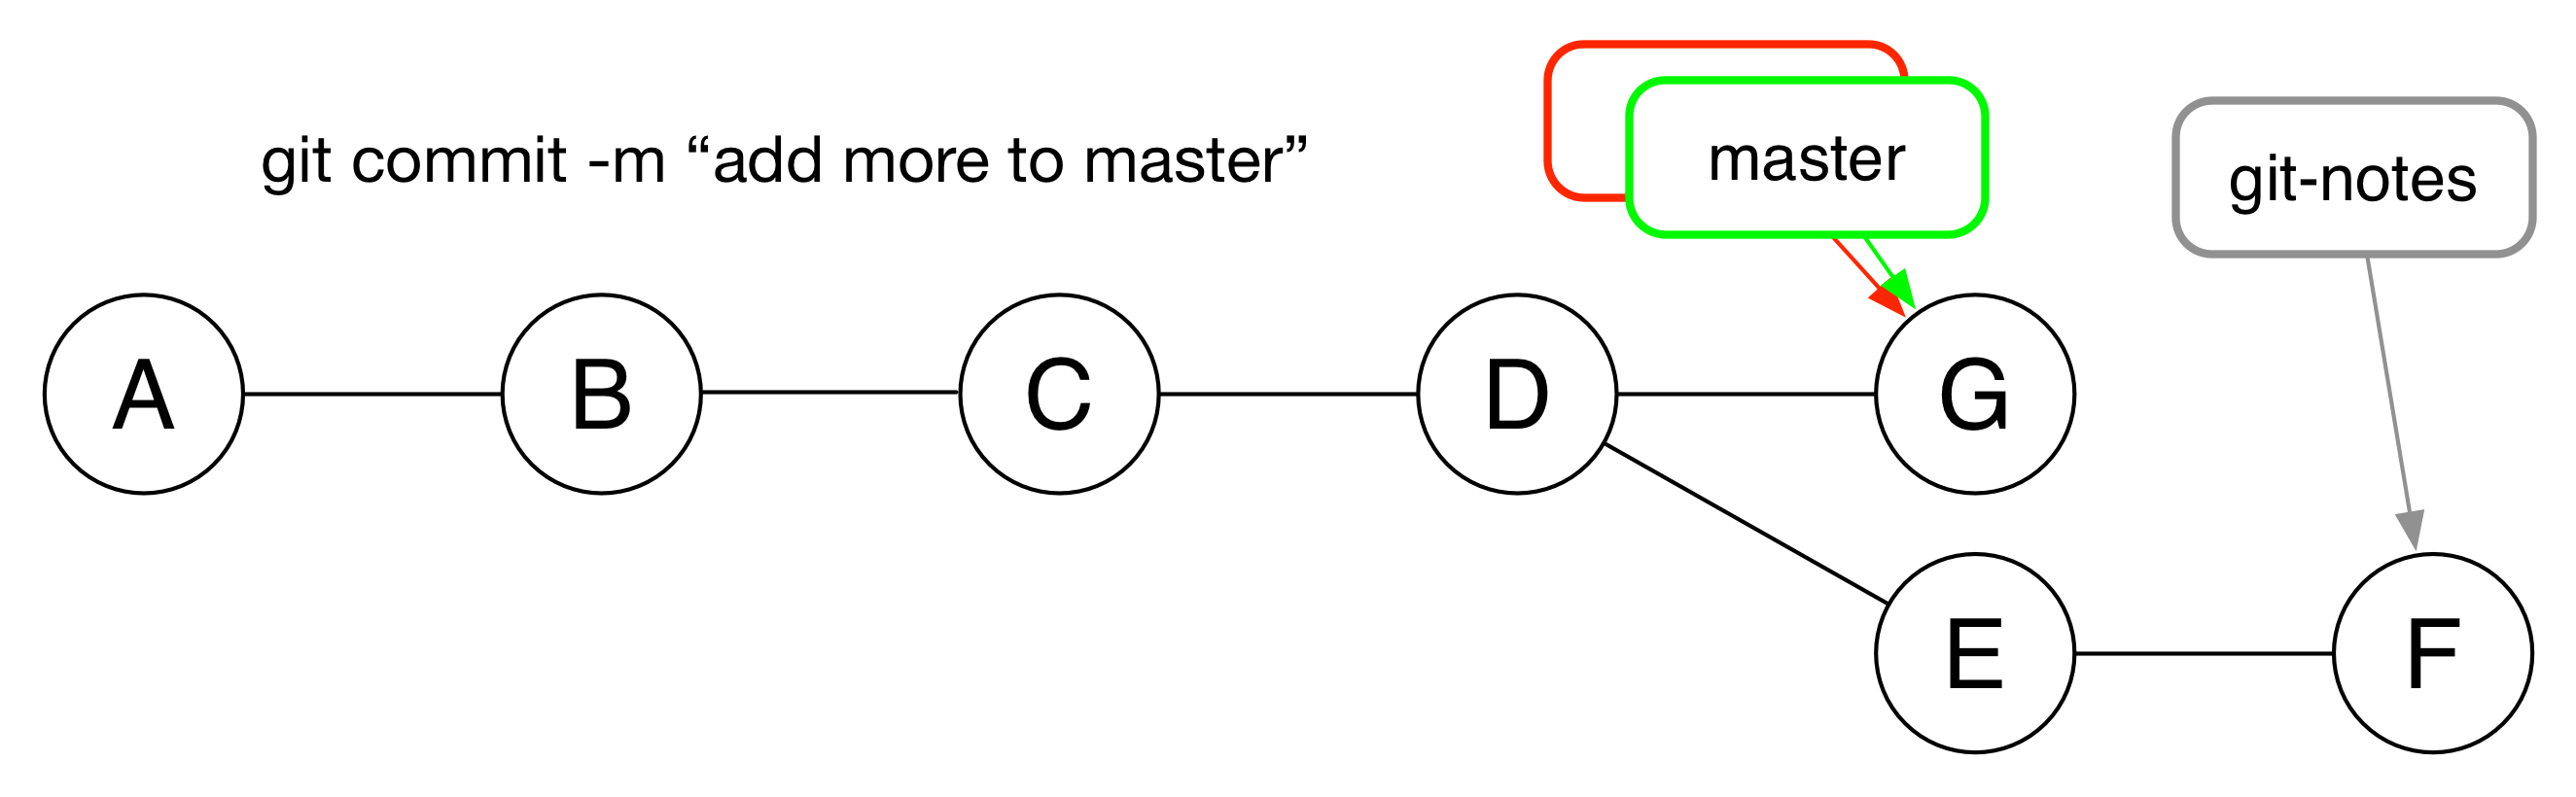 git commit -m “add more to master”
master
git-notes
A
B
C
D
G
E
F